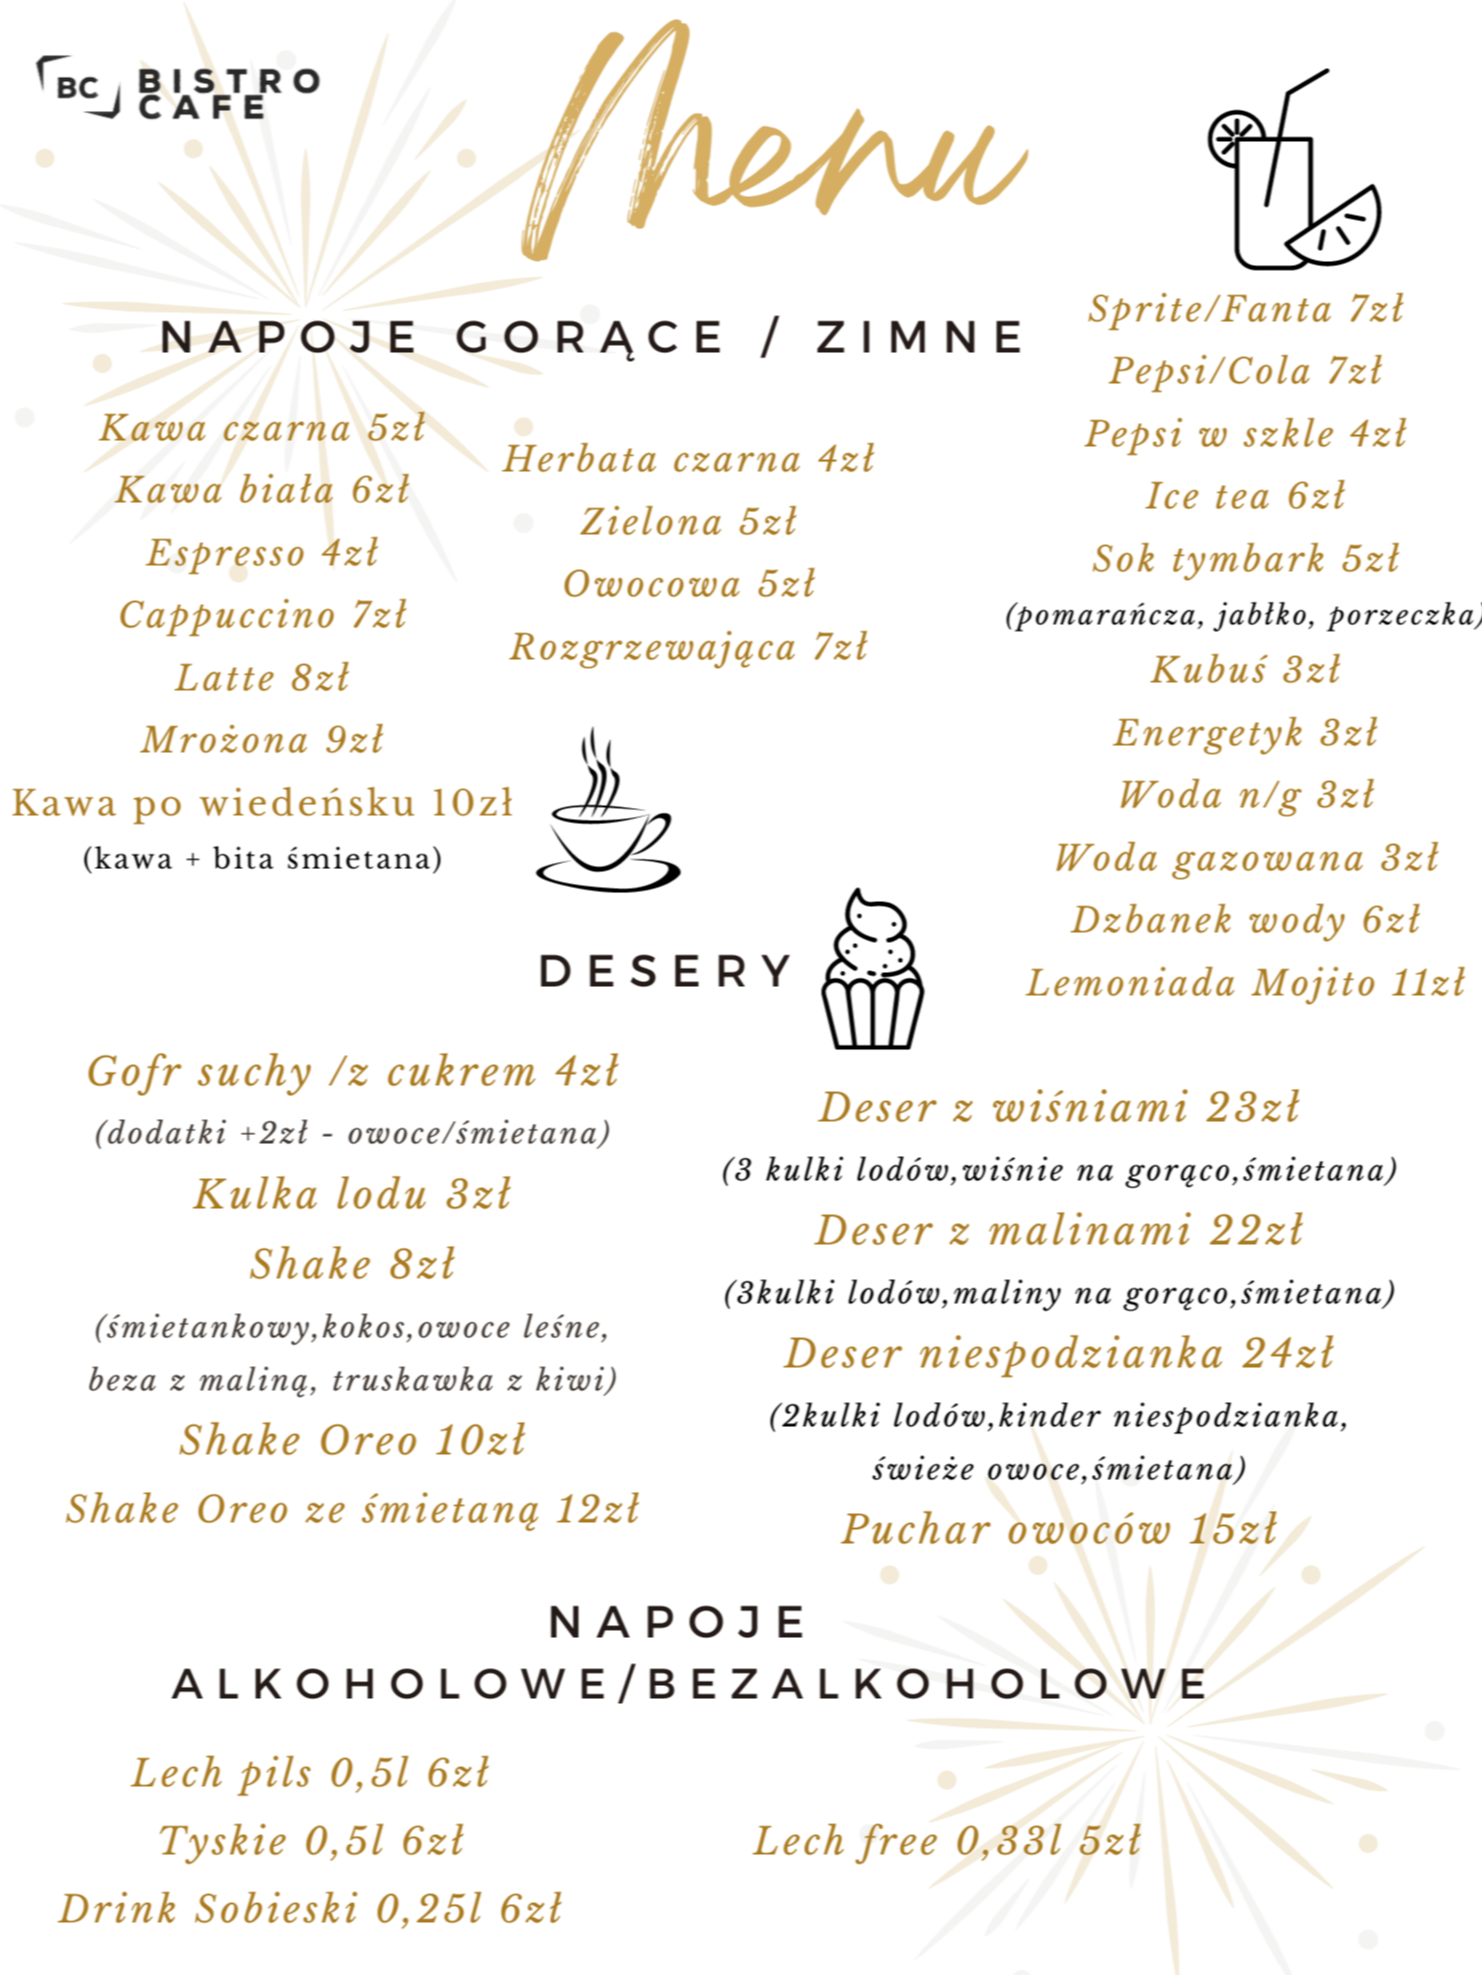 BC
BISTRO
CAFE
Menu
NAPOJE GORĄCE / ZIMNE
Kawa czarna 5zł
Kawa biała 6zł
Espresso 4zł
Cappuccino 7zł
Latte 8zł
Mrożona 9zł
Kawa po wiedeńsku 10zł
(kawa + bita śmietana)
Herbata czarna 4zł
Zielona 5zł
Owocowa 5zł
Rozgrzewająca 7zł
Sprite/Fanta 7zł
Pepsi/Cola 7zł
Pepsi w szkle 4zł
Ice tea 6zł
Sok tymbark 5zł
(pomarańcza, jabłko, porzeczka)
Kubuś 3zł
Energetyk 3zł
Woda n/g 3zł
Woda gazowana 3zł
Dzbanek wody 6zł
Lemoniada Mojito 11zł
DESERY
Gofr suchy /z cukrem 4zł
(dodatki +2zł - owoce/śmietana)
Kulka lodu 3zł
Shake 8zł
(śmietankowy,kokos,owoce leśne,
beza z maliną, truskawka z kiwi)
Shake Oreo 10zł
Shake Oreo ze śmietaną 12zł
Deser z wiśniami 23zł
(3 kulki lodów,wiśnie na gorąco,śmietana)
Deser z malinami 22zł
(3kulki lodów,maliny na gorąco,śmietana)
Deser niespodzianka 24zł
(2kulki lodów,kinder niespodzianka,
świeże owoce,śmietana)
Puchar owoców 15zł
NAPOJE
ALKOHOLOWE/BEZALKOHOLOWE
Lech pils 0,5l 6zł
Tyskie 0,5l 6zł
Drink Sobieski 0,25l 6zł
Lech free 0,33l 5zł